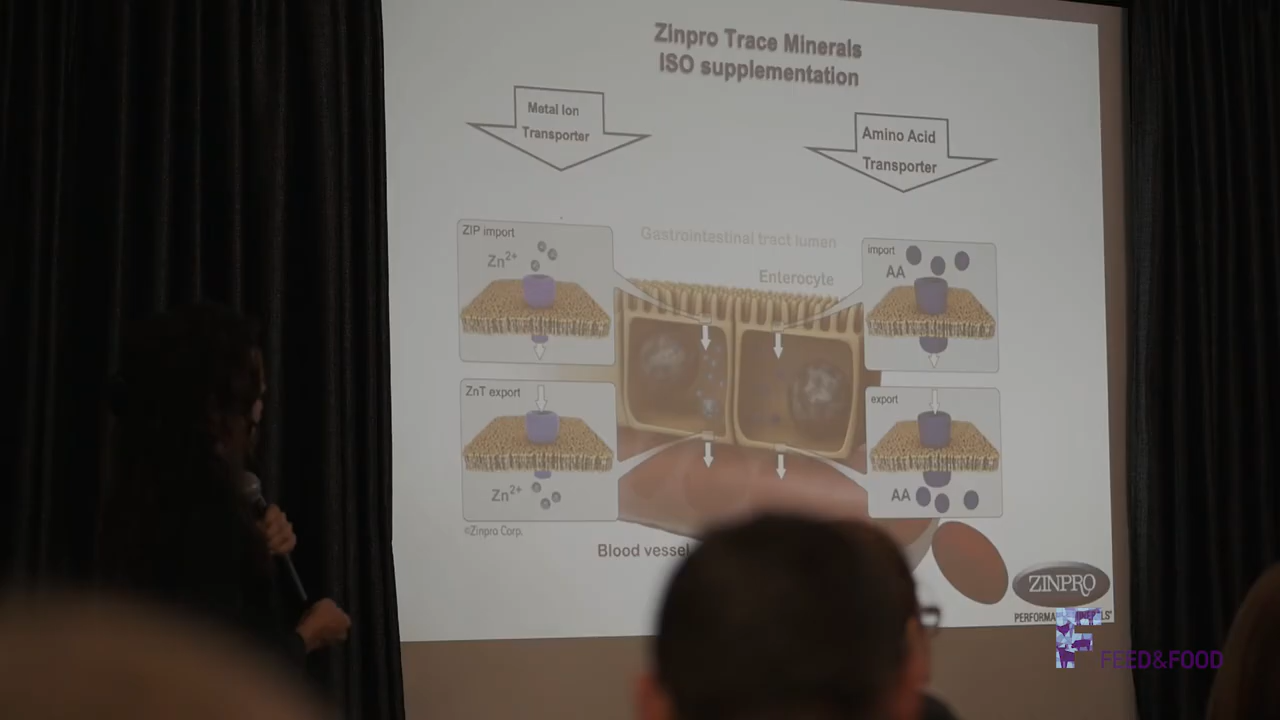 Zinpro Trace Minerals
ISO supplementation
Metal Ion
Transporter
Amino Acid
Transporter
ZIP import
Zn²⁺
Gastrointestinal tract lumen
Enterocyte
import
AA
ZnT export
Zn²⁺
export
AA
©Zinpro Corp.
Blood vessel
ZINPRO
FEED&FOOD